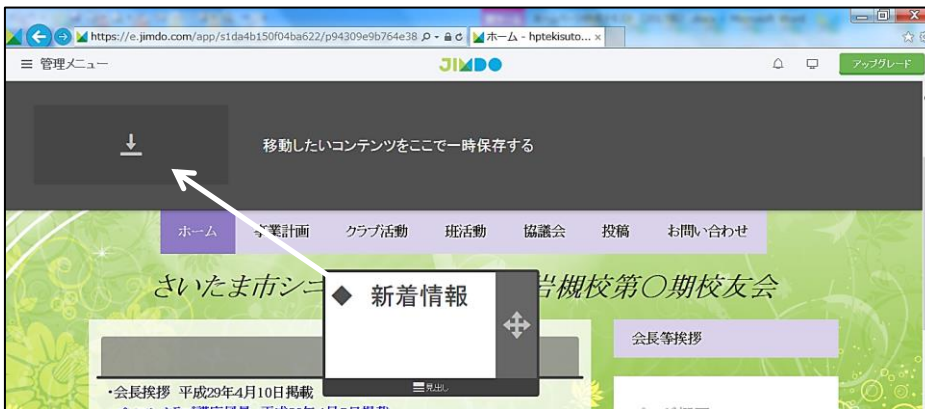 https://e.jimdo.com/app/s1da4b150f04ba622/p94309e9b764e38
ホーム - hptekisuto...
管理メニュー
JIMDO
アップグレード
移動したいコンテンツをここで一時保存する
ホーム 事業計画 クラブ活動 班活動 協議会 投稿 お問い合わせ
さいたま市シニ 岩槻校第○期校友会
◆ 新着情報
会長等挨拶
見出し
・会長挨拶 平成29年4月10日掲載